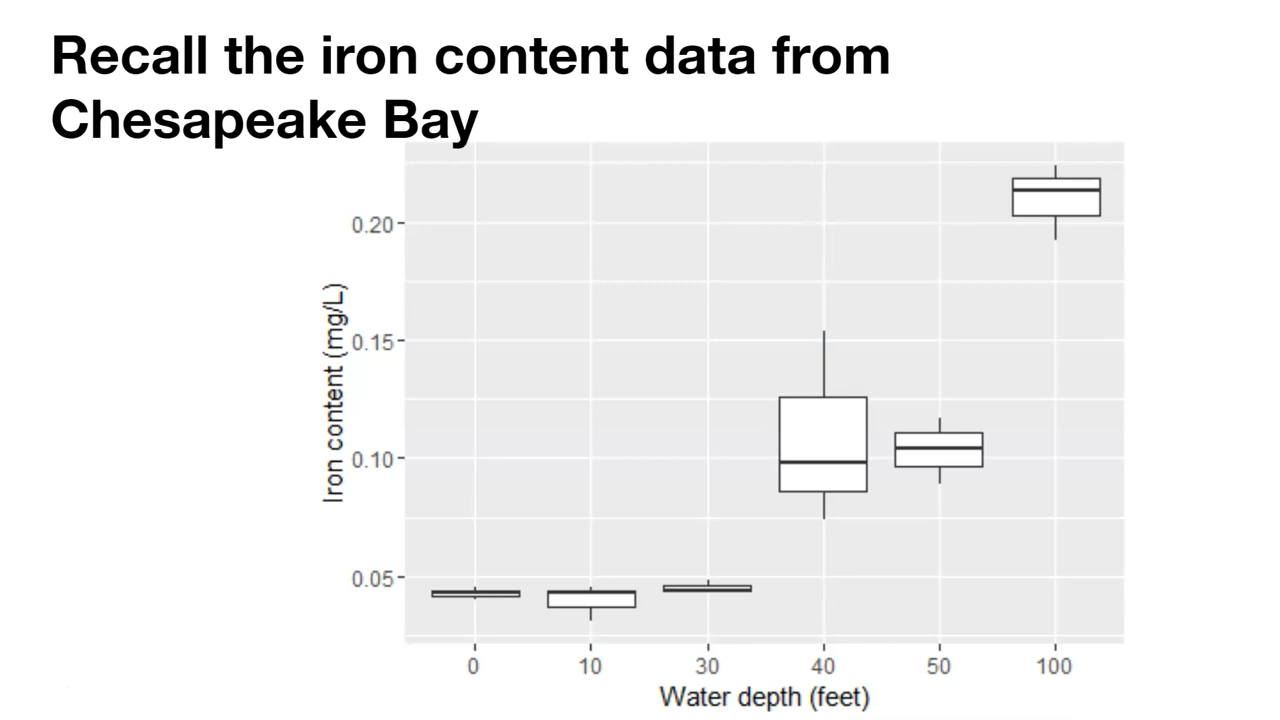 Recall the iron content data from
Chesapeake Bay
Iron content (mg/L)
0.20
0.15
0.10
0.05
0 10 30 40 50 100
Water depth (feet)